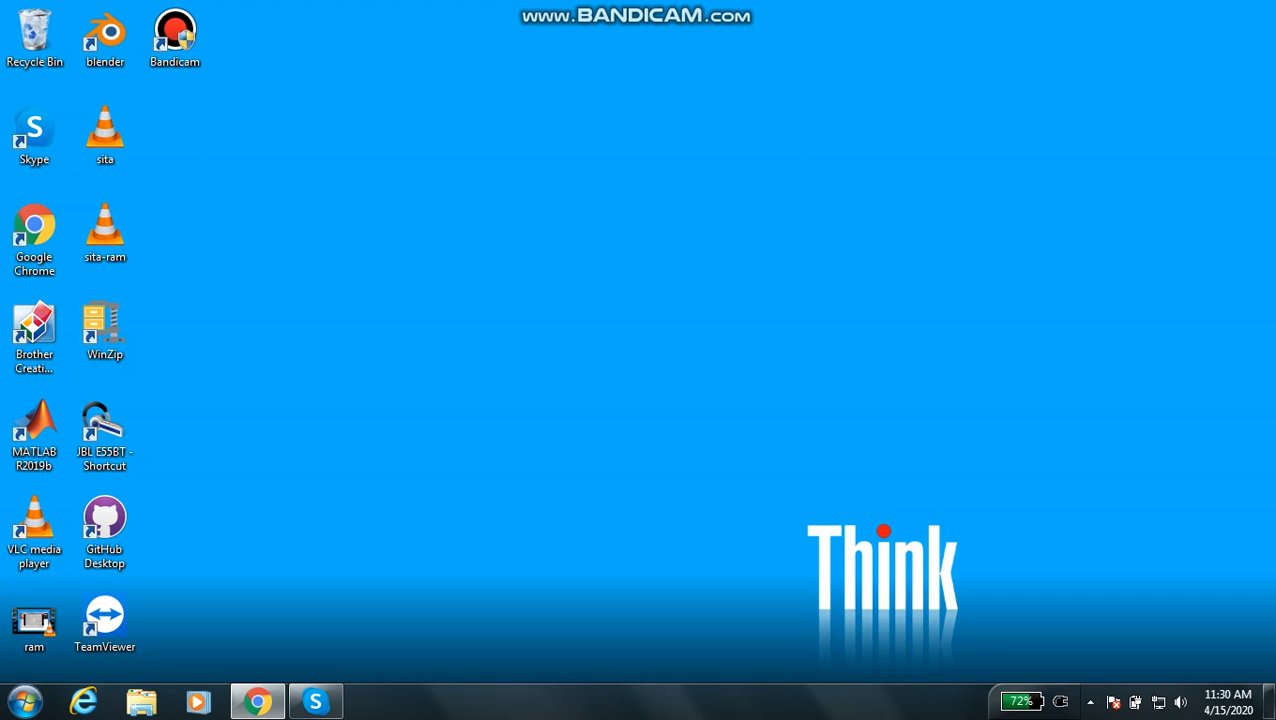 www.BANDICAM.com
Recycle Bin
blender
Bandicam
Skype
sita
Google
Chrome
sita-ram
Brother
Creati...
WinZip
MATLAB
R2019b
JBL E55BT -
Shortcut
VLC media
player
GitHub
Desktop
ram
TeamViewer
Think
72%
11:30 AM
4/15/2020